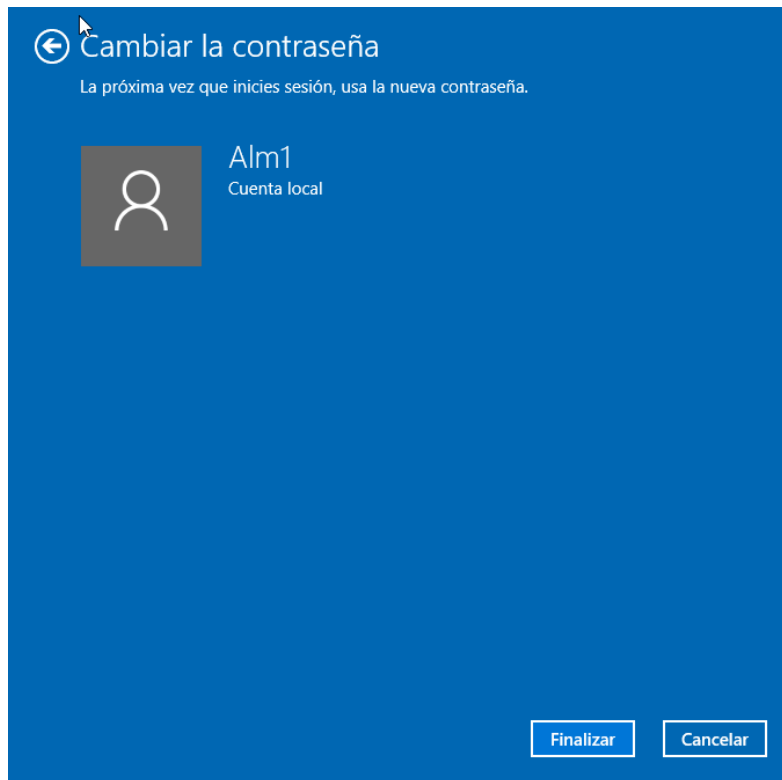 Cambiar la contraseña
La próxima vez que inicies sesión, usa la nueva contraseña.
Alm1
Cuenta local
Finalizar
Cancelar